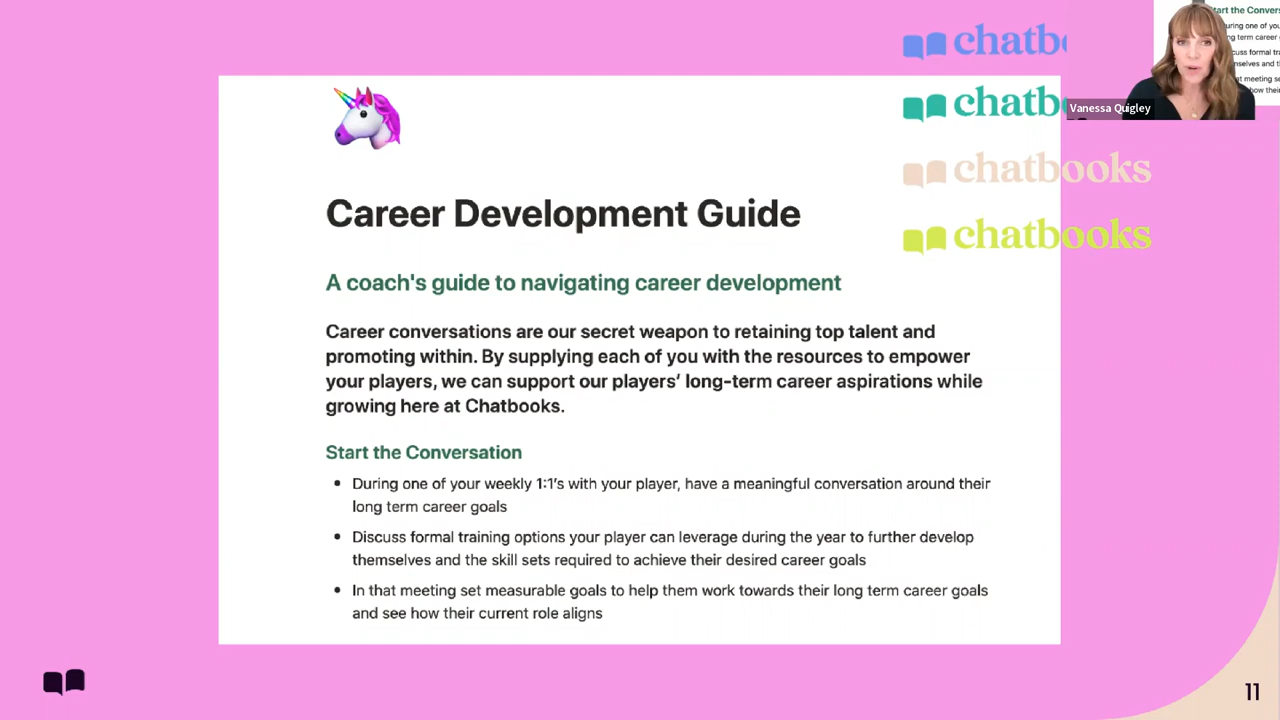 chatbo
chatbo
chatbooks
chatbooks
Vanessa Quigley
Career Development Guide
A coach's guide to navigating career development
Career conversations are our secret weapon to retaining top talent and
promoting within. By supplying each of you with the resources to empower
your players, we can support our players’ long-term career aspirations while
growing here at Chatbooks.
Start the Conversation
• During one of your weekly 1:1’s with your player, have a meaningful conversation around their
long term career goals
• Discuss formal training options your player can leverage during the year to further develop
themselves and the skill sets required to achieve their desired career goals
• In that meeting set measurable goals to help them work towards their long term career goals
and see how their current role aligns
11